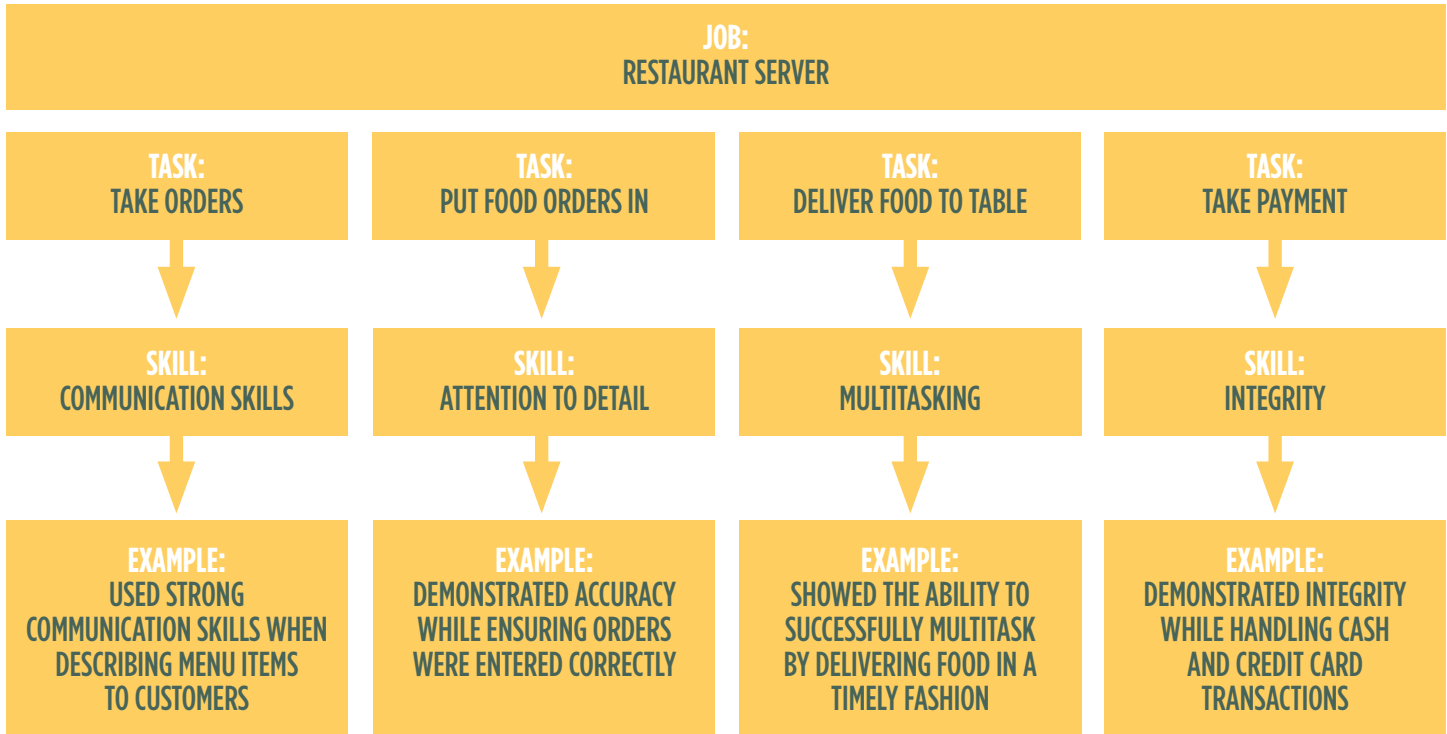 JOB:
RESTAURANT SERVER
TASK:
TAKE ORDERS
TASK:
PUT FOOD ORDERS IN
TASK:
DELIVER FOOD TO TABLE
TASK:
TAKE PAYMENT
SKILL:
COMMUNICATION SKILLS
SKILL:
ATTENTION TO DETAIL
SKILL:
MULTITASKING
SKILL:
INTEGRITY
EXAMPLE:
USED STRONG
COMMUNICATION SKILLS WHEN
DESCRIBING MENU ITEMS
TO CUSTOMERS
EXAMPLE:
DEMONSTRATED ACCURACY
WHILE ENSURING ORDERS
WERE ENTERED CORRECTLY
EXAMPLE:
SHOWED THE ABILITY TO
SUCCESSFULLY MULTITASK
BY DELIVERING FOOD IN A
TIMELY FASHION
EXAMPLE:
DEMONSTRATED INTEGRITY
WHILE HANDLING CASH
AND CREDIT CARD
TRANSACTIONS